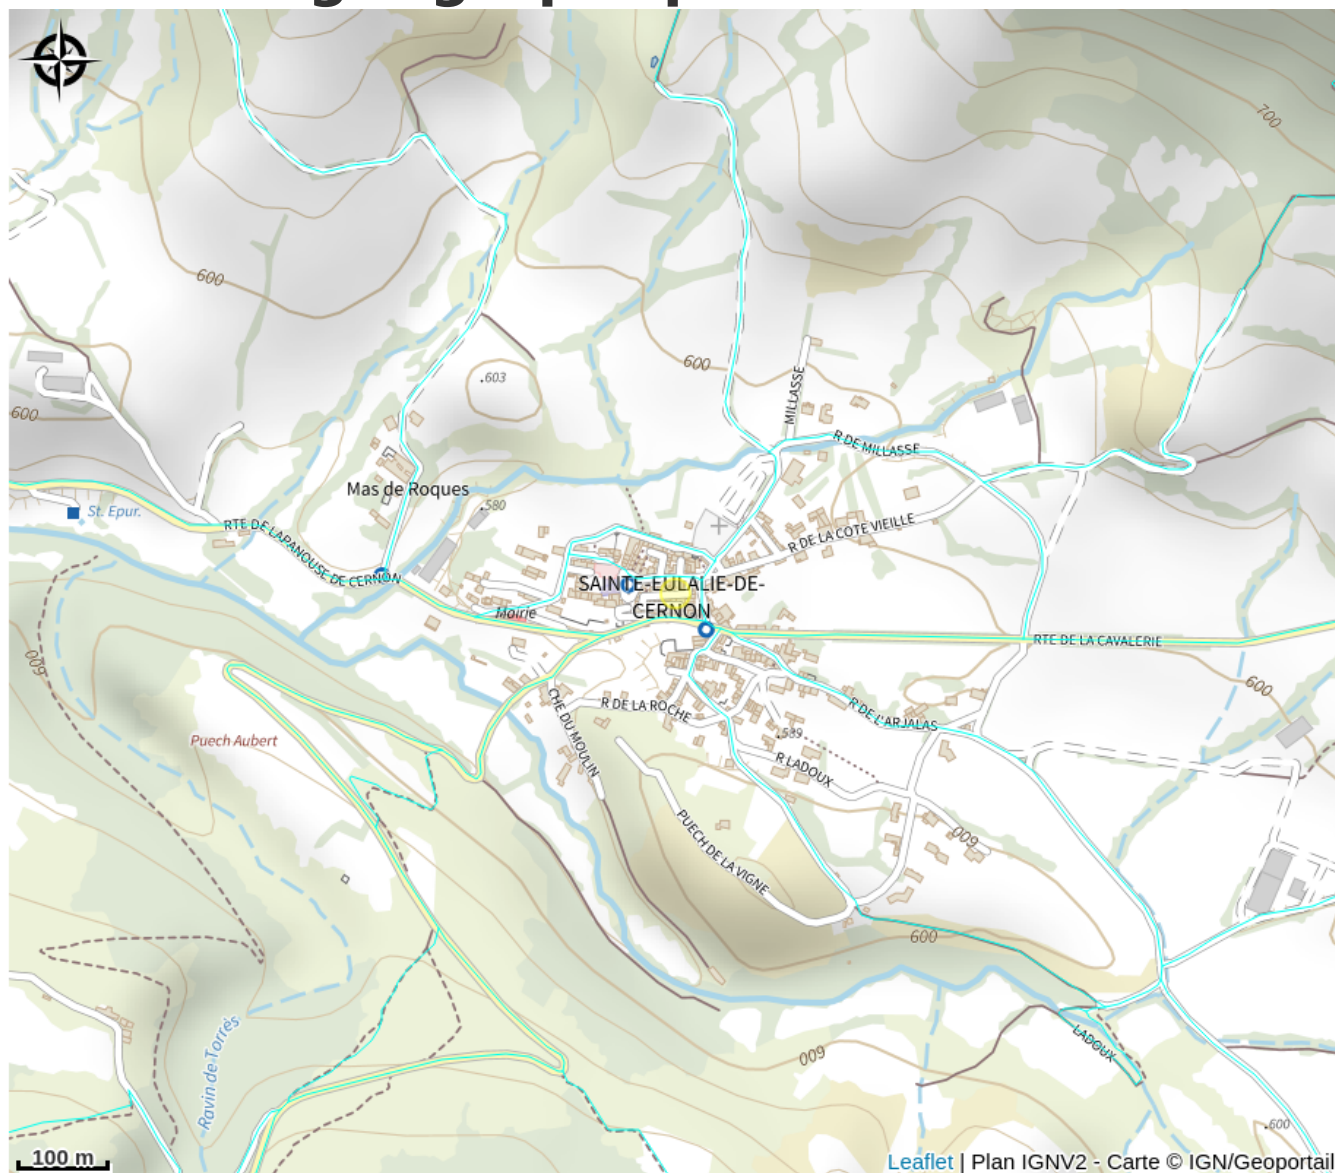 700
600
600
600
.603
MILLASSE
R DE MILLASSE
Mas de Roques
.580
St. Epur.
RTE DE LAPANOUSE DE CERNON
R DE LA COTE VIEILLE
SAINTE-EULALIE-DE-
CERNON
Mairie
RTE DE LA CAVALERIE
600
600
CHE DU MOULIN
R DE LA ROCHE
R DE L'ARJALAS
.589
Puech Aubert
R LADOUX
PUECH DE LA VIGNE
600
600
Ravin de Torrés
LADOUX
600
.600
100 m
Leaflet | Plan IGNV2 - Carte © IGN/Geoportail